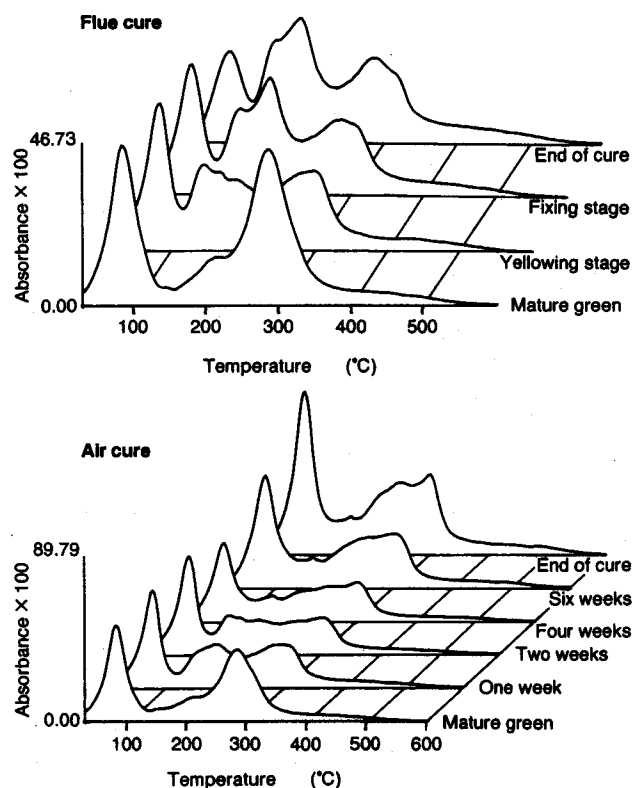 Flue cure
46.73
Absorbance × 100
0.00
End of cure
Fixing stage
Yellowing stage
Mature green
100 200 300 400 500
Temperature (°C)
Air cure
89.79
Absorbance × 100
0.00
End of cure
Six weeks
Four weeks
Two weeks
One week
Mature green
100 200 300 400 500 600
Temperature (°C)